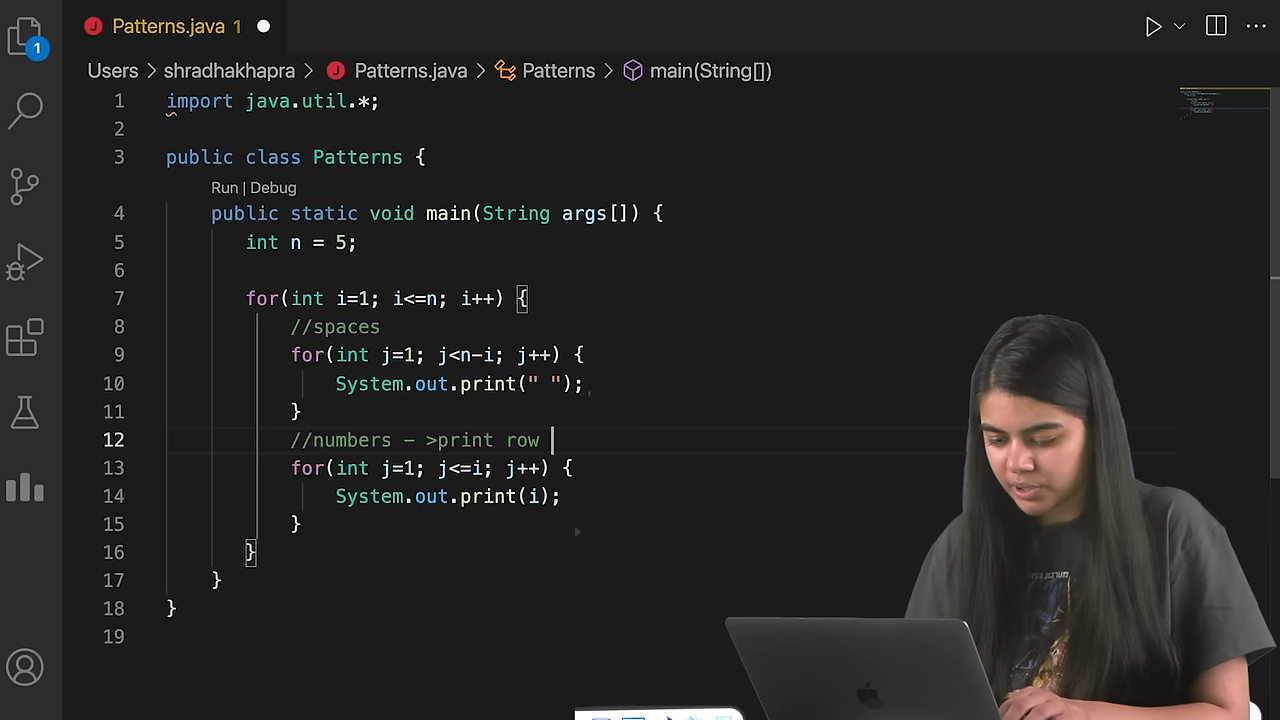 1
J Patterns.java 1
Users > shradhakhapra > J Patterns.java > Patterns > main(String[])
1 import java.util.*;
2
3 public class Patterns {
Run | Debug
4 public static void main(String args[]) {
5 int n = 5;
6
7 for(int i=1; i<=n; i++) {
8 //spaces
9 for(int j=1; j<n-i; j++) {
10 System.out.print(" ");
11 }
12 //numbers - >print row
13 for(int j=1; j<=i; j++) {
14 System.out.print(i);
15 }
16 }
17 }
18 }
19